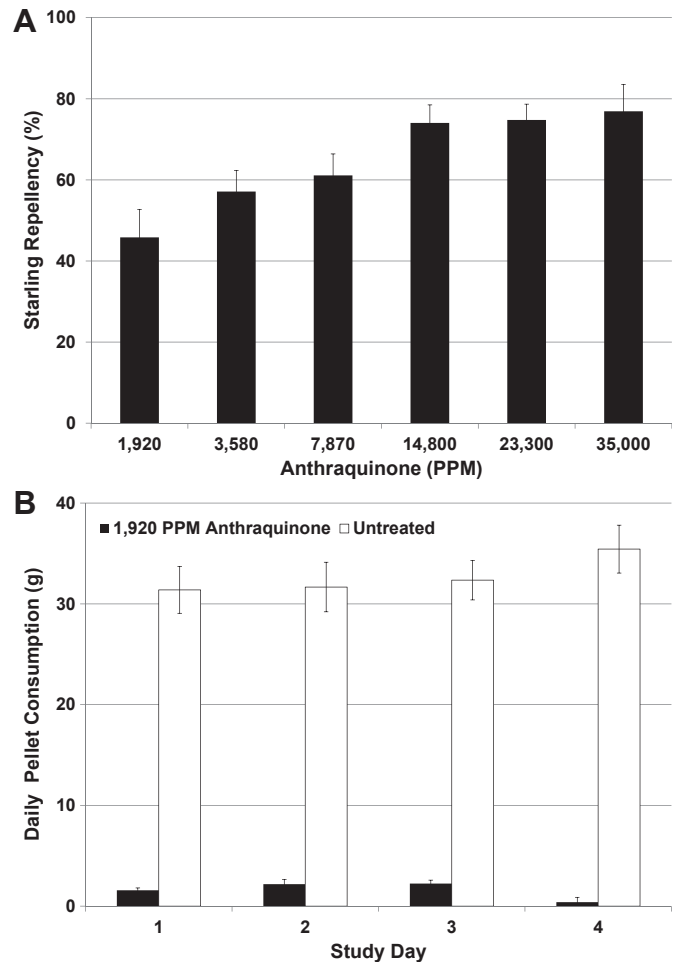 A
100
80
60
40
20
0
Starling Repellency (%)
1,920 3,580 7,870 14,800 23,300 35,000
Anthraquinone (PPM)
B
40
30
20
10
0
Daily Pellet Consumption (g)
1,920 PPM Anthraquinone Untreated
1 2 3 4
Study Day